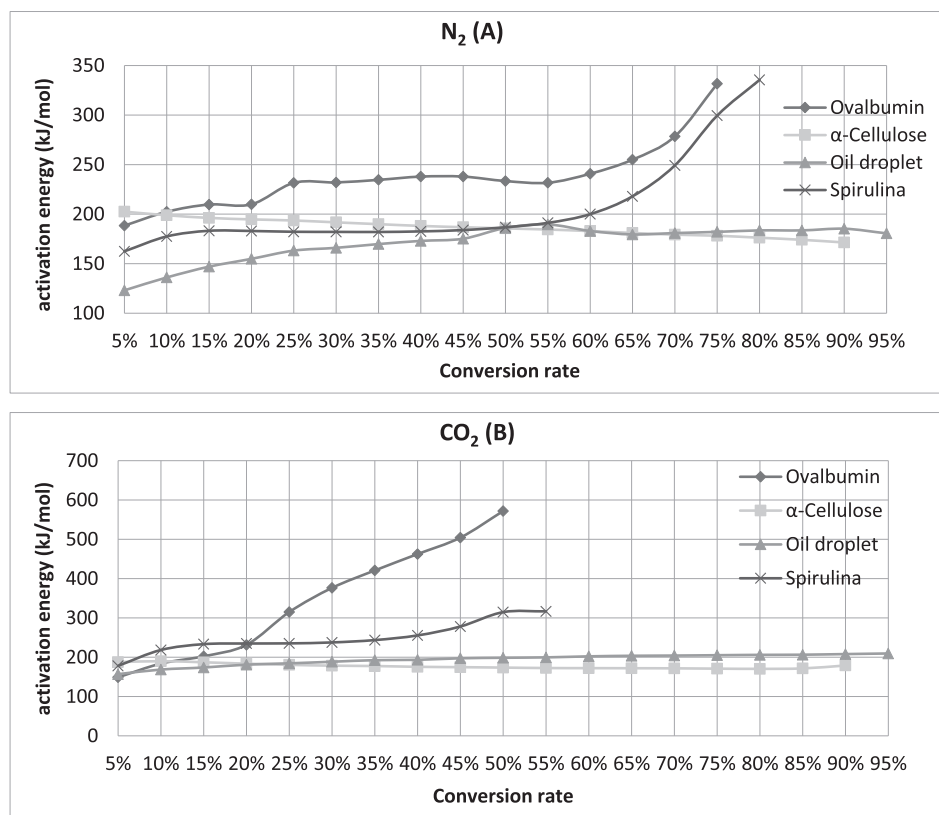 N₂ (A)
activation energy (kJ/mol)
350
300
250
200
150
100
5% 10% 15% 20% 25% 30% 35% 40% 45% 50% 55% 60% 65% 70% 75% 80% 85% 90% 95%
Conversion rate
Ovalbumin
α-Cellulose
Oil droplet
Spirulina
CO₂ (B)
activation energy (kJ/mol)
700
600
500
400
300
200
100
0
5% 10% 15% 20% 25% 30% 35% 40% 45% 50% 55% 60% 65% 70% 75% 80% 85% 90% 95%
Conversion rate
Ovalbumin
α-Cellulose
Oil droplet
Spirulina